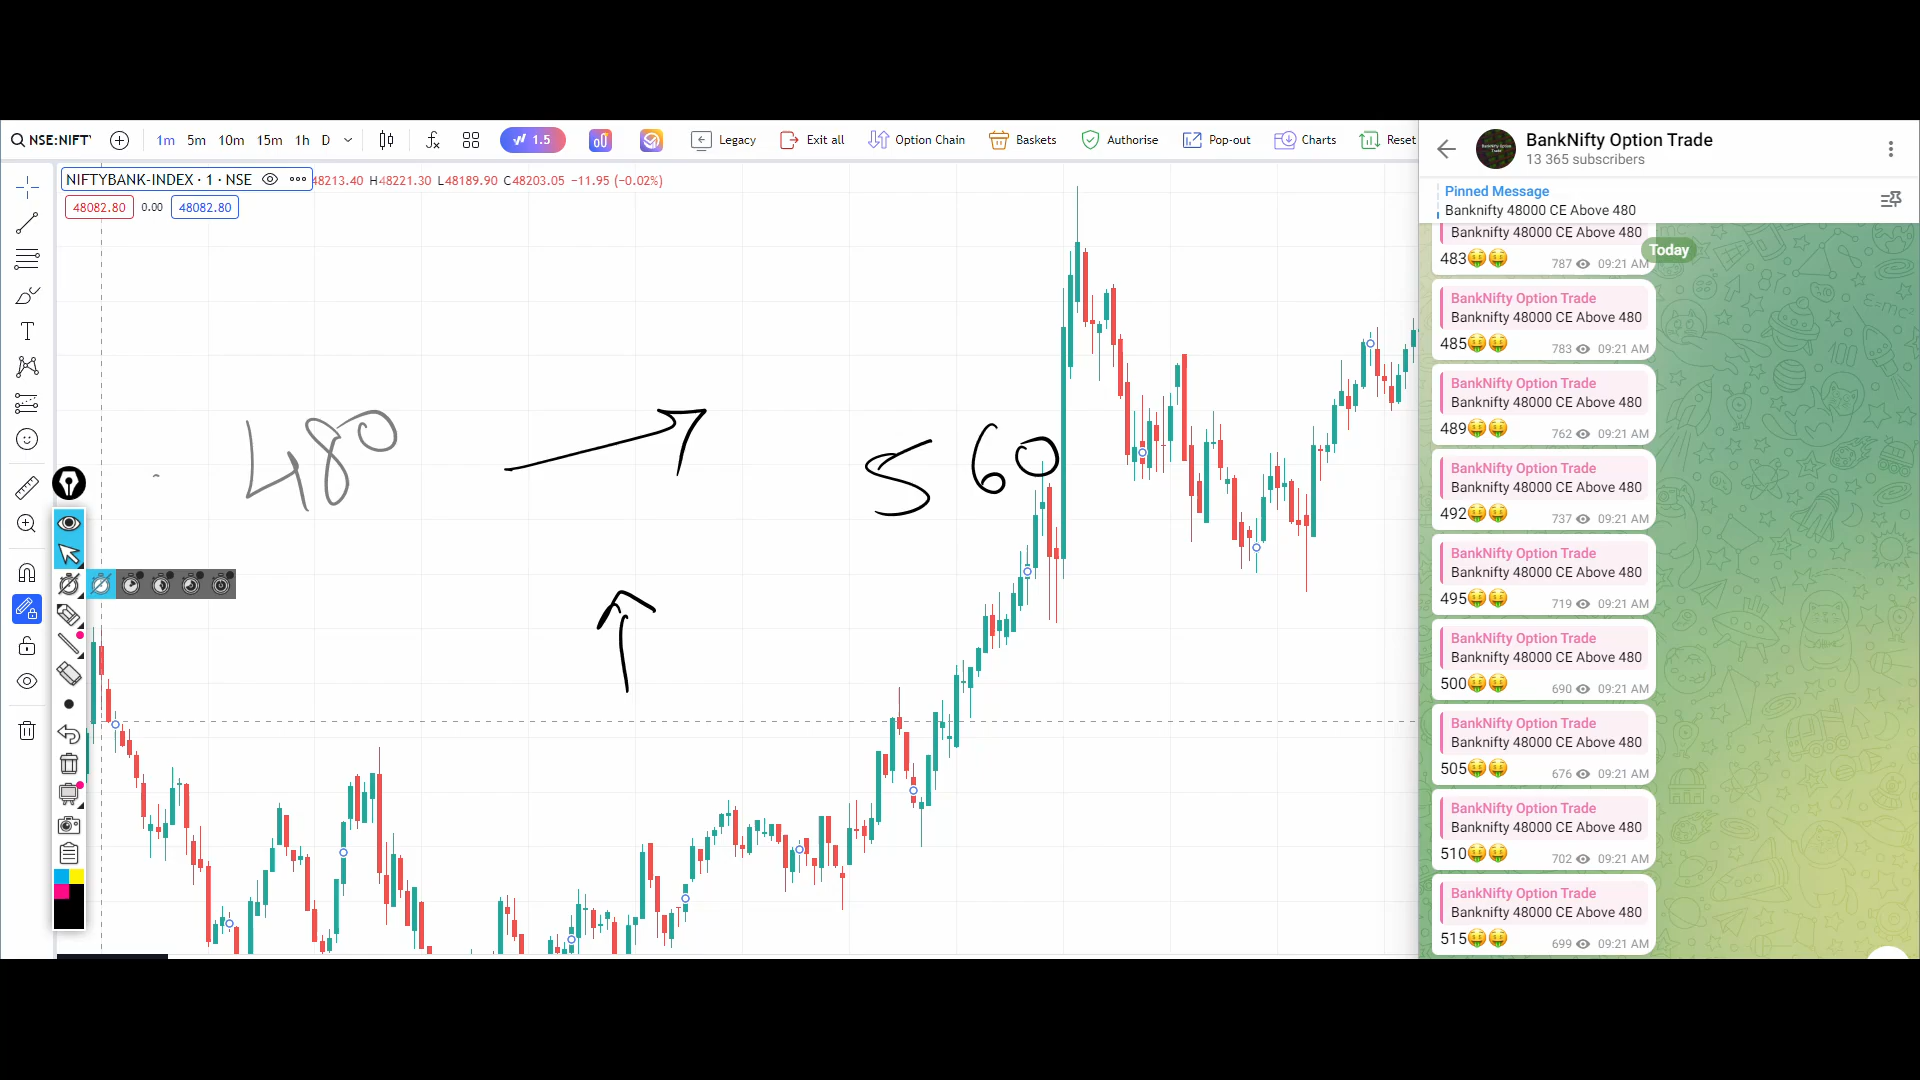 NSE:NIFTY 1m 5m 10m 15m 1h D 1.5 Legacy Exit all Option Chain Baskets Authorise Pop-out Charts Reset
NIFTYBANK-INDEX · 1 · NSE 48213.40 H48221.30 L48189.90 C48203.05 −11.95 (−0.02%)
48082.80 0.00 48082.80
480
560
BankNifty Option Trade
13 365 subscribers
Pinned Message
Banknifty 48000 CE Above 480
Banknifty 48000 CE Above 480
Today
483🤑🤑 787 09:21 AM
BankNifty Option Trade
Banknifty 48000 CE Above 480
485🤑🤑 783 09:21 AM
BankNifty Option Trade
Banknifty 48000 CE Above 480
489🤑🤑 762 09:21 AM
BankNifty Option Trade
Banknifty 48000 CE Above 480
492🤑🤑 737 09:21 AM
BankNifty Option Trade
Banknifty 48000 CE Above 480
495🤑🤑 719 09:21 AM
BankNifty Option Trade
Banknifty 48000 CE Above 480
500🤑🤑 690 09:21 AM
BankNifty Option Trade
Banknifty 48000 CE Above 480
505🤑🤑 676 09:21 AM
BankNifty Option Trade
Banknifty 48000 CE Above 480
510🤑🤑 702 09:21 AM
BankNifty Option Trade
Banknifty 48000 CE Above 480
515🤑🤑 699 09:21 AM